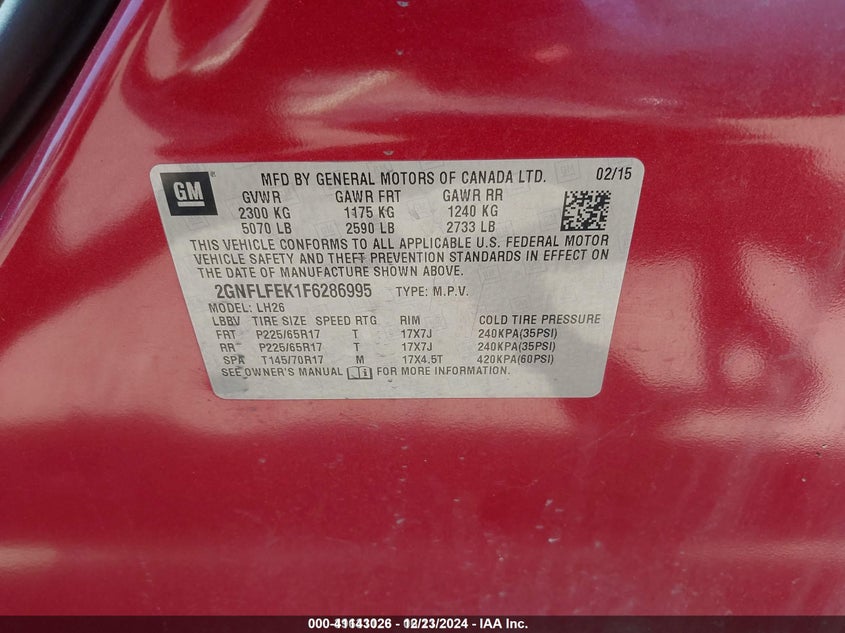 GM
MFD BY GENERAL MOTORS OF CANADA LTD. 02/15
GVWR GAWR FRT GAWR RR
2300 KG 1175 KG 1240 KG
5070 LB 2590 LB 2733 LB
THIS VEHICLE CONFORMS TO ALL APPLICABLE U.S. FEDERAL MOTOR
VEHICLE SAFETY AND THEFT PREVENTION STANDARDS IN EFFECT ON
THE DATE OF MANUFACTURE SHOWN ABOVE.
2GNFLFEK1F6286995 TYPE: M.P.V.
MODEL: LH26
LBBV TIRE SIZE SPEED RTG RIM COLD TIRE PRESSURE
FRT P225/65R17 T 17X7J 240KPA(35PSI)
RR P225/65R17 T 17X7J 240KPA(35PSI)
SPA T145/70R17 M 17X4.5T 420KPA(60PSI)
SEE OWNER'S MANUAL FOR MORE INFORMATION.
12/23/2024 - IAA Inc.